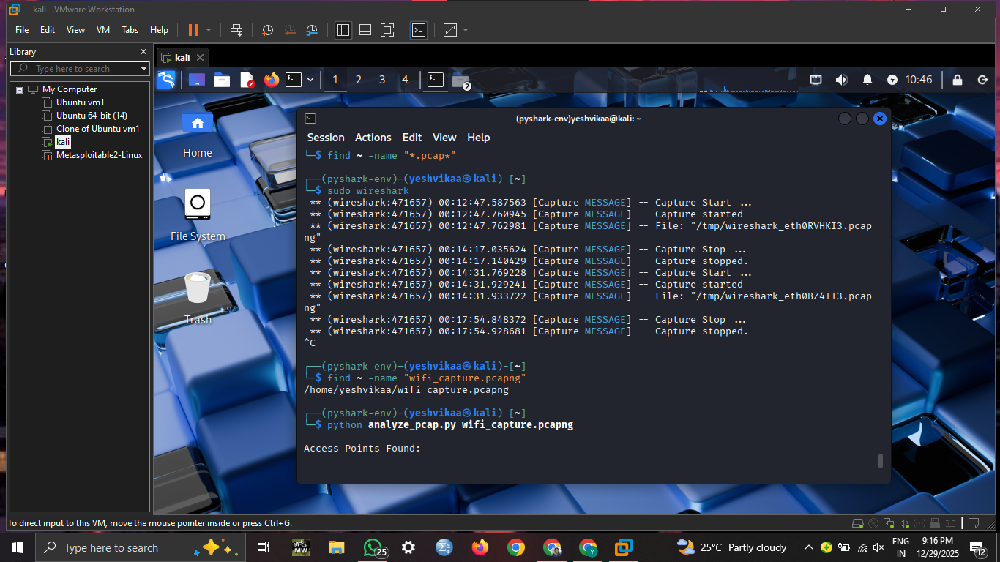 kali - VMware Workstation
File Edit View VM Tabs Help
Library
Type here to search
My Computer
Ubuntu vm1
Ubuntu 64-bit (14)
Clone of Ubuntu vm1
kali
Metasploitable2-Linux
kali
1 2 3 4
2
10:46
Home
File System
Trash
(pyshark-env)yeshvikaa@kali: ~
Session Actions Edit View Help
└─$ find ~ -name "*.pcap*"
┌──(pyshark-env)─(yeshvikaa㉿kali)-[~]
└─$ sudo wireshark
** (wireshark:471657) 00:12:47.587563 [Capture MESSAGE] -- Capture Start ...
** (wireshark:471657) 00:12:47.760945 [Capture MESSAGE] -- Capture started
** (wireshark:471657) 00:12:47.762981 [Capture MESSAGE] -- File: "/tmp/wireshark_eth0RVHKI3.pcap
ng"
** (wireshark:471657) 00:14:17.035624 [Capture MESSAGE] -- Capture Stop ...
** (wireshark:471657) 00:14:17.140429 [Capture MESSAGE] -- Capture stopped.
** (wireshark:471657) 00:14:31.769228 [Capture MESSAGE] -- Capture Start ...
** (wireshark:471657) 00:14:31.929241 [Capture MESSAGE] -- Capture started
** (wireshark:471657) 00:14:31.933722 [Capture MESSAGE] -- File: "/tmp/wireshark_eth0BZ4TI3.pcap
ng"
** (wireshark:471657) 00:17:54.848372 [Capture MESSAGE] -- Capture Stop ...
** (wireshark:471657) 00:17:54.928681 [Capture MESSAGE] -- Capture stopped.
^C
┌──(pyshark-env)─(yeshvikaa㉿kali)-[~]
└─$ find ~ -name "wifi_capture.pcapng"
/home/yeshvikaa/wifi_capture.pcapng
┌──(pyshark-env)─(yeshvikaa㉿kali)-[~]
└─$ python analyze_pcap.py wifi_capture.pcapng
Access Points Found:
To direct input to this VM, move the mouse pointer inside or press Ctrl+G.
Type here to search
MW
25
Y
25°C Partly cloudy
ENG
IN
9:16 PM
12/29/2025
12